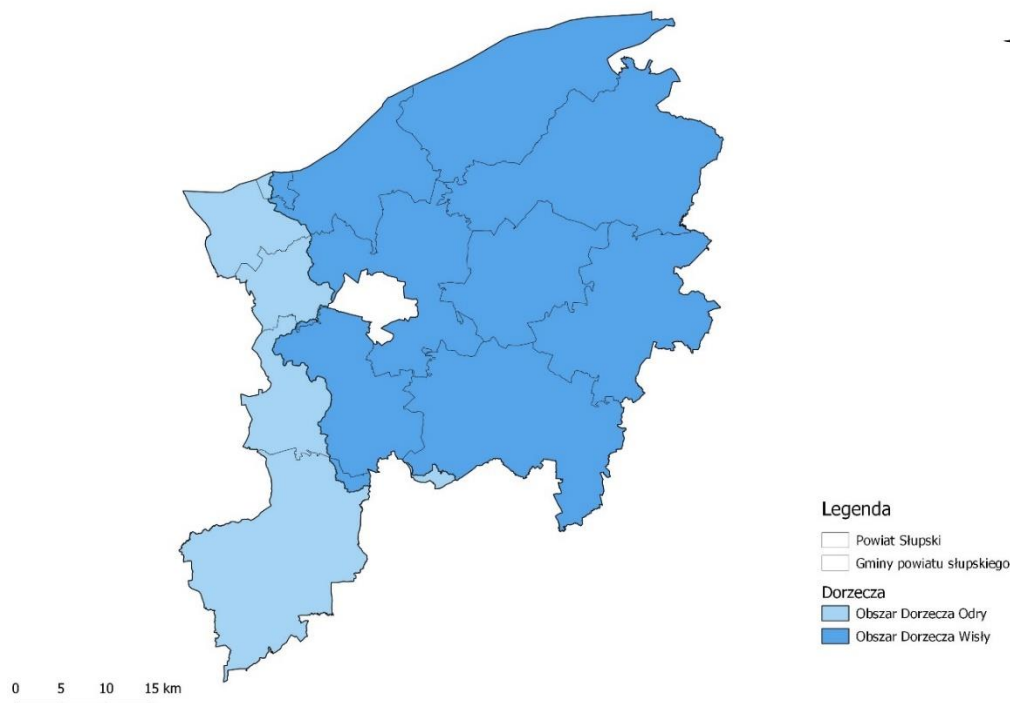 Legenda
Powiat Słupski
Gminy powiatu słupskiego
Dorzecza
Obszar Dorzecza Odry
Obszar Dorzecza Wisły
0 5 10 15 km